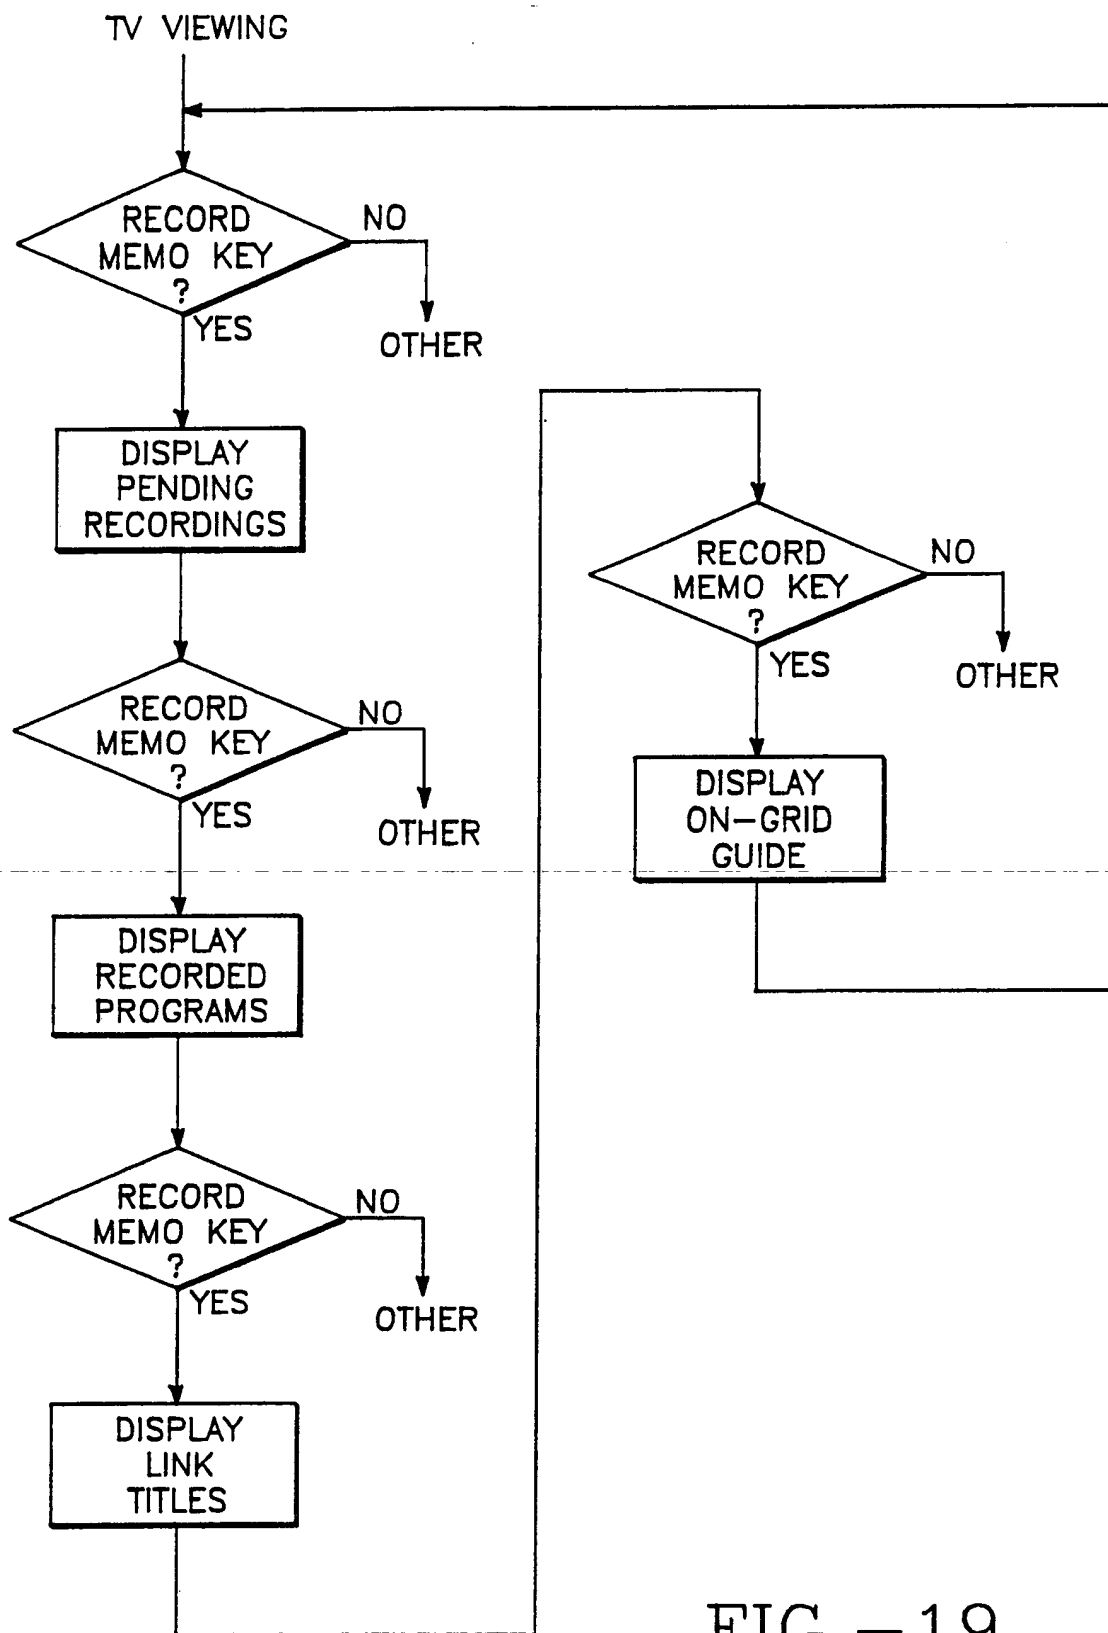 TV VIEWING
RECORD
MEMO KEY
?
NO
YES
OTHER
DISPLAY
PENDING
RECORDINGS
RECORD
MEMO KEY
?
NO
YES
OTHER
DISPLAY
RECORDED
PROGRAMS
RECORD
MEMO KEY
?
NO
YES
OTHER
DISPLAY
LINK
TITLES
RECORD
MEMO KEY
?
NO
YES
OTHER
DISPLAY
ON-GRID
GUIDE
FIG.-19